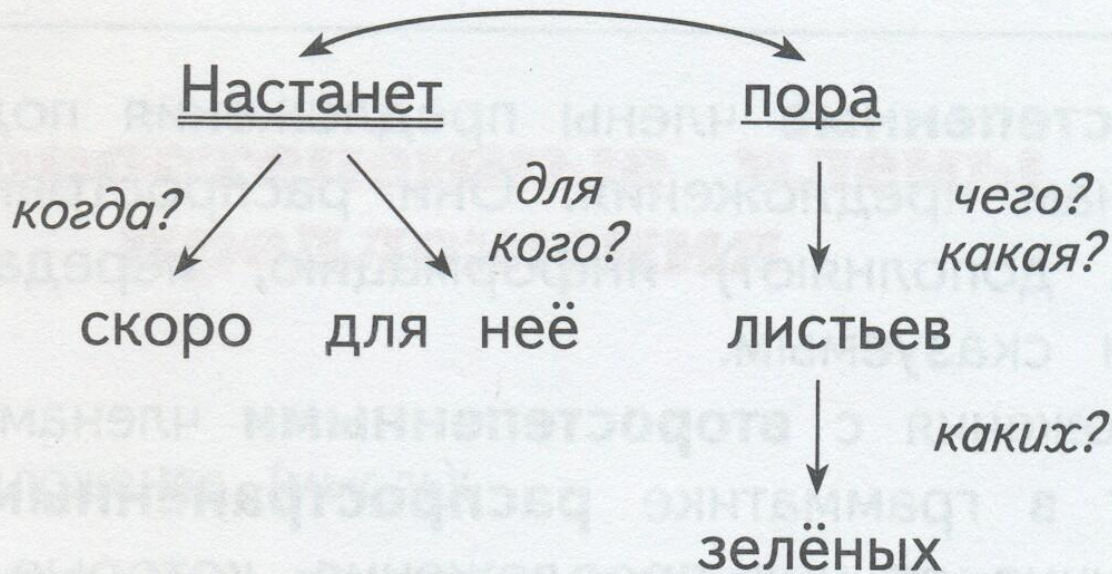 Настанет пора
когда? для кого? чего? какая?
скоро для неё листьев
каких?
зелёных